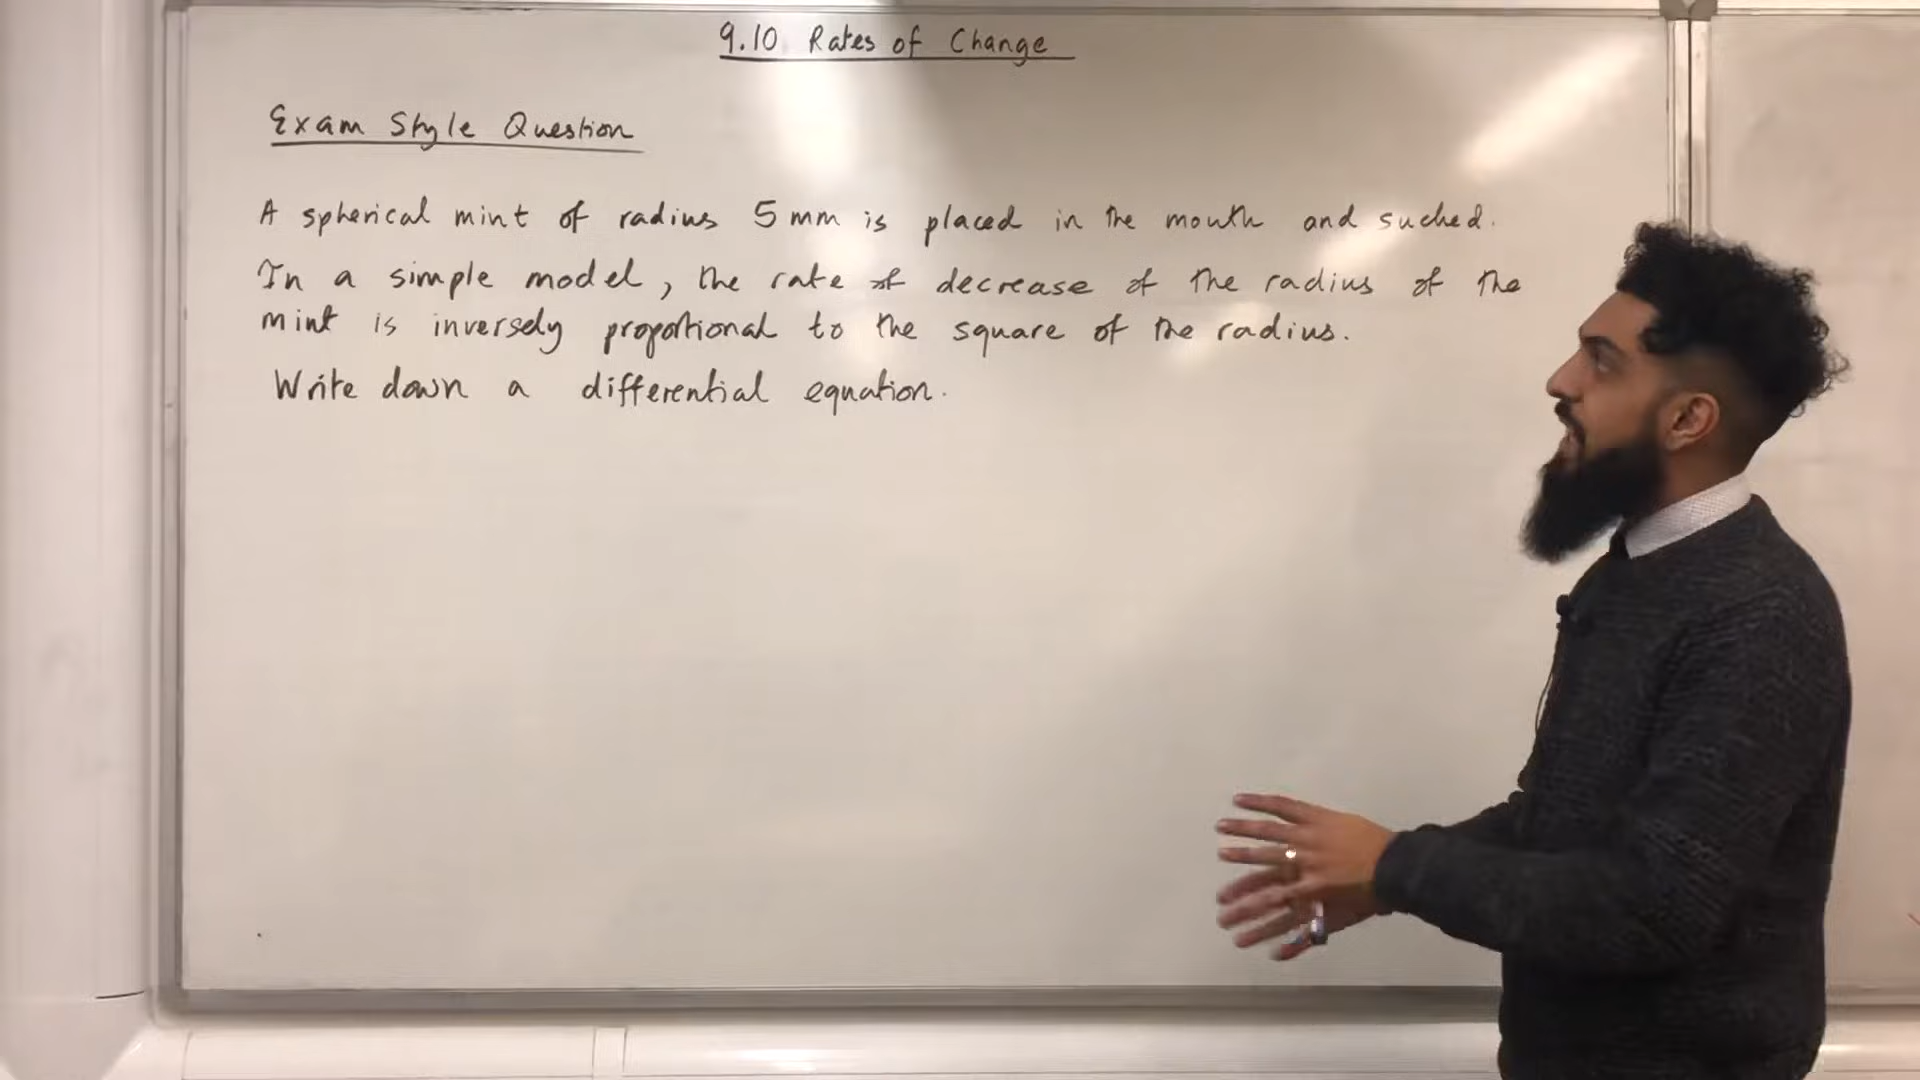 9.10 Rates of Change
Exam Style Question
A spherical mint of radius 5 mm is placed in the mouth and sucked.
In a simple model, the rate of decrease of the radius of the
mint is inversely proportional to the square of the radius.
Write down a differential equation.